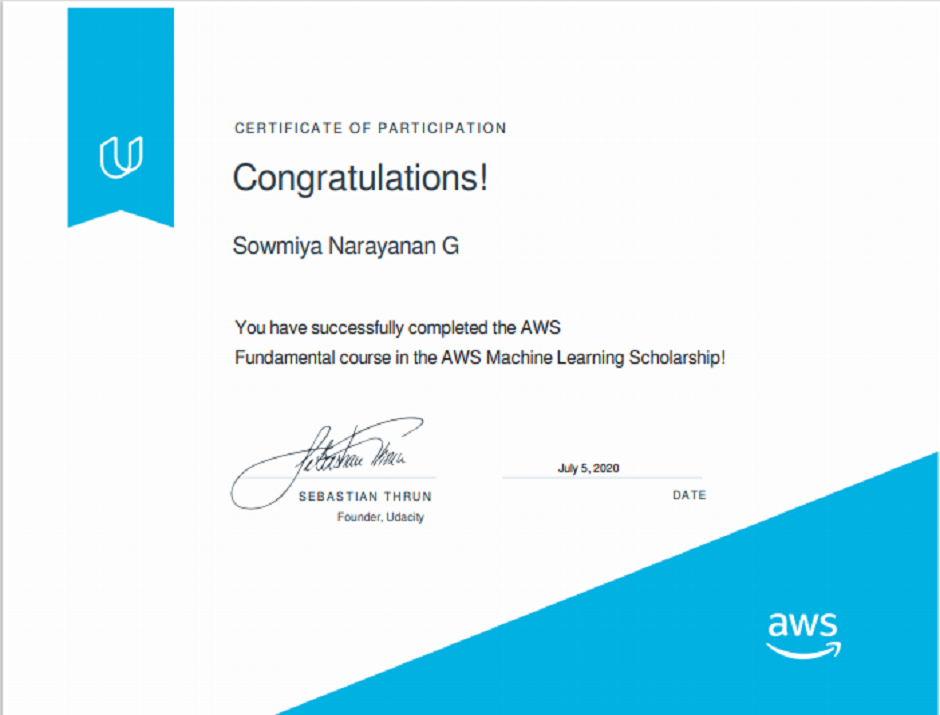 CERTIFICATE OF PARTICIPATION
Congratulations!
Sowmiya Narayanan G
You have successfully completed the AWS
Fundamental course in the AWS Machine Learning Scholarship!
Sebastian Thrun
July 5, 2020
SEBASTIAN THRUN
DATE
Founder, Udacity
aws